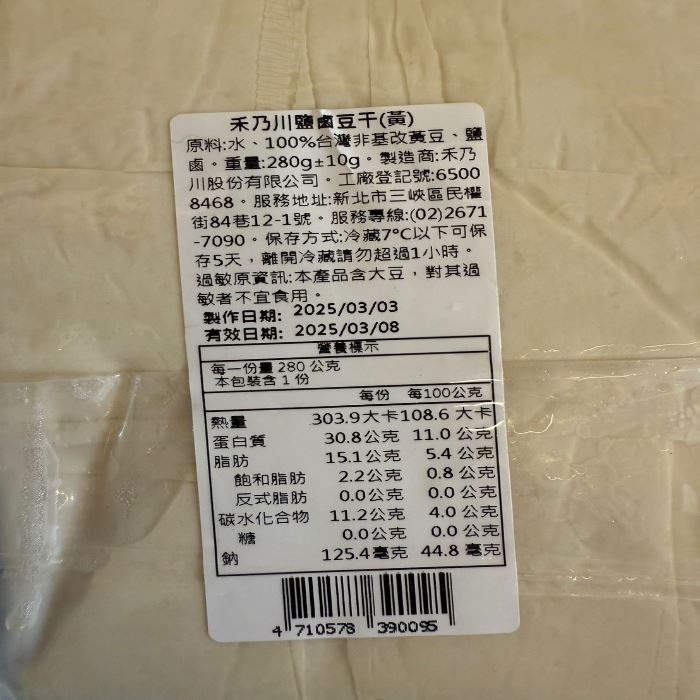 禾乃川鹽鹵豆干(黃)
原料:水、100%台灣非基改黃豆、鹽
鹵。重量:280g±10g。製造商:禾乃
川股份有限公司。工廠登記號:6500
8468。服務地址:新北市三峽區民權
街84巷12-1號。服務專線:(02)2671
-7090。保存方式:冷藏7°C以下可保
存5天，離開冷藏請勿超過1小時。
過敏原資訊:本產品含大豆，對其過
敏者不宜食用。
製作日期: 2025/03/03
有效日期: 2025/03/08
營養標示
每一份量 280 公克
本包裝含 1 份
每份 每100公克
熱量 303.9大卡 108.6 大卡
蛋白質 30.8公克 11.0 公克
脂肪 15.1公克 5.4 公克
飽和脂肪 2.2公克 0.8 公克
反式脂肪 0.0公克 0.0 公克
碳水化合物 11.2公克 4.0 公克
糖 0.0公克 0.0 公克
鈉 125.4毫克 44.8 毫克
4 710578 390095